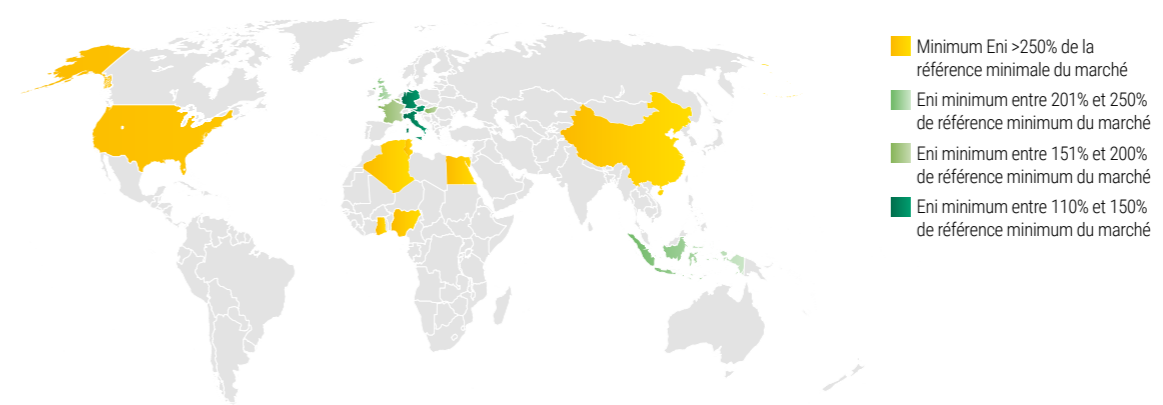 Minimum Eni >250% de la
référence minimale du marché
Eni minimum entre 201% et 250%
de référence minimum du marché
Eni minimum entre 151% et 200%
de référence minimum du marché
Eni minimum entre 110% et 150%
de référence minimum du marché